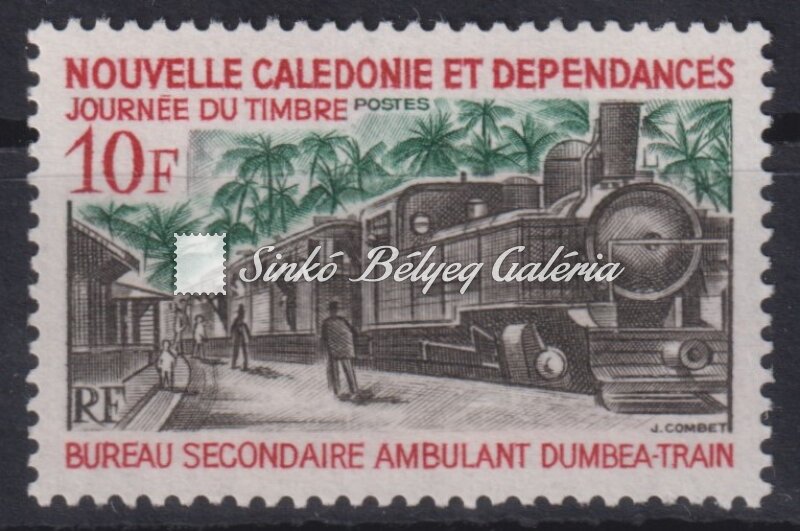 NOUVELLE CALEDONIE ET DEPENDANCES
JOURNÉE DU TIMBRE POSTES
10F
Sinkó Bélyeg Galéria
RF
J. COMBET
BUREAU SECONDAIRE AMBULANT DUMBEA-TRAIN